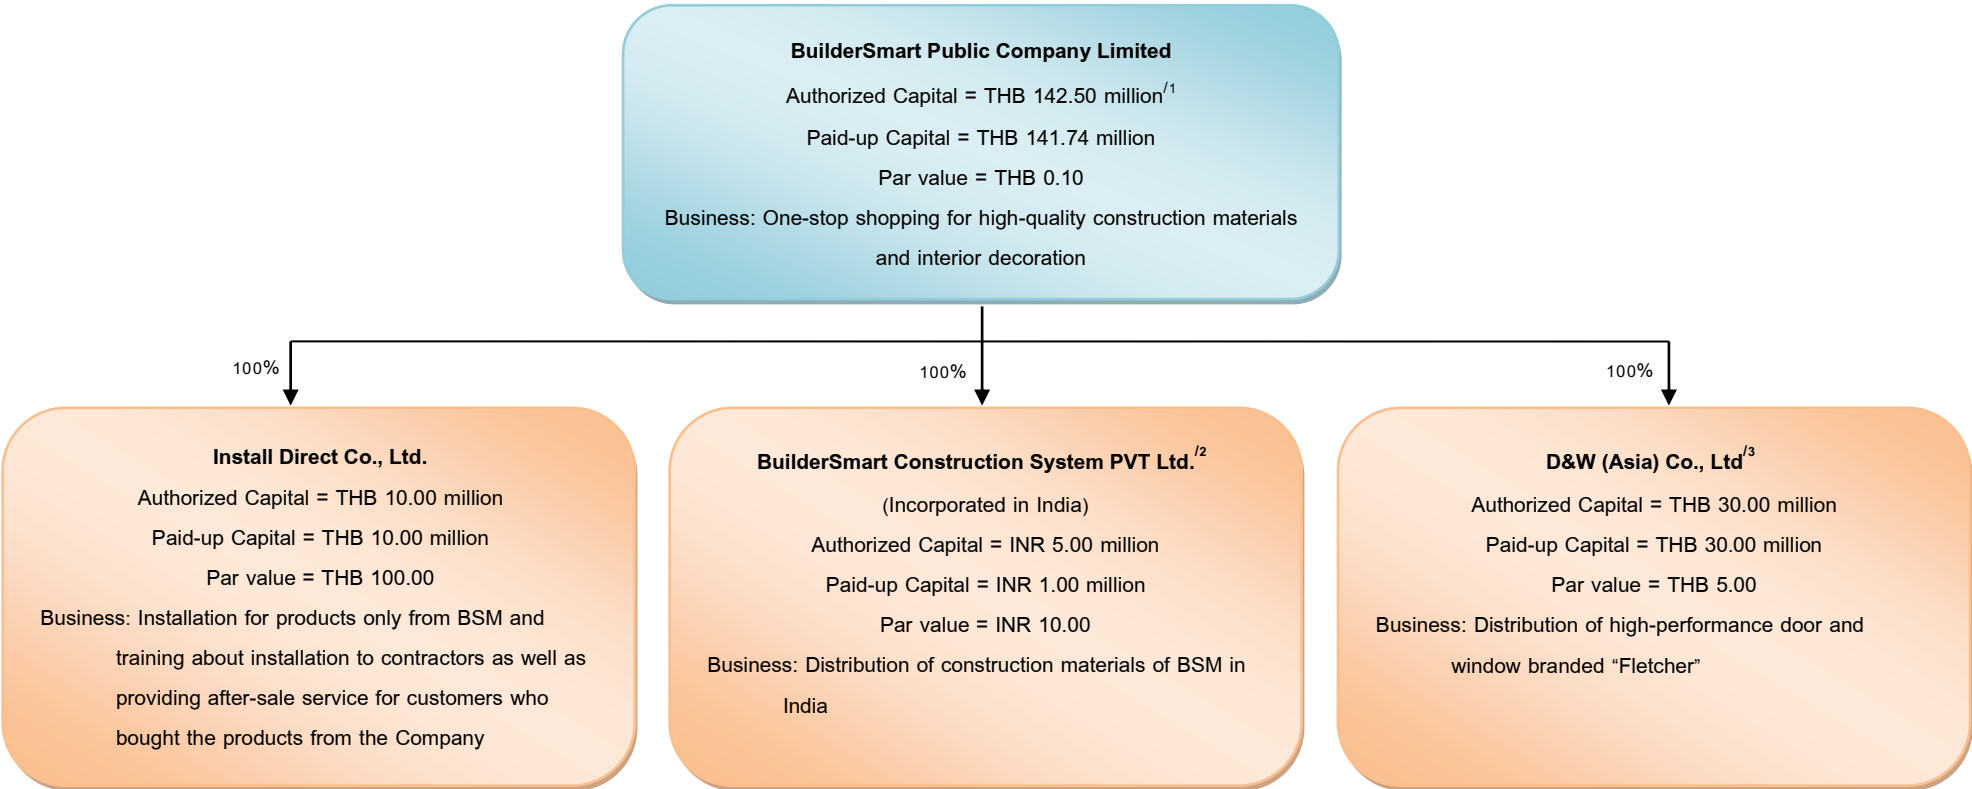 BuilderSmart Public Company Limited
Authorized Capital = THB 142.50 million/1
Paid-up Capital = THB 141.74 million
Par value = THB 0.10
Business: One-stop shopping for high-quality construction materials
and interior decoration
100%
100%
100%
Install Direct Co., Ltd.
Authorized Capital = THB 10.00 million
Paid-up Capital = THB 10.00 million
Par value = THB 100.00
Business: Installation for products only from BSM and
training about installation to contractors as well as
providing after-sale service for customers who
bought the products from the Company
BuilderSmart Construction System PVT Ltd./2
(Incorporated in India)
Authorized Capital = INR 5.00 million
Paid-up Capital = INR 1.00 million
Par value = INR 10.00
Business: Distribution of construction materials of BSM in
India
D&W (Asia) Co., Ltd/3
Authorized Capital = THB 30.00 million
Paid-up Capital = THB 30.00 million
Par value = THB 5.00
Business: Distribution of high-performance door and
window branded “Fletcher”